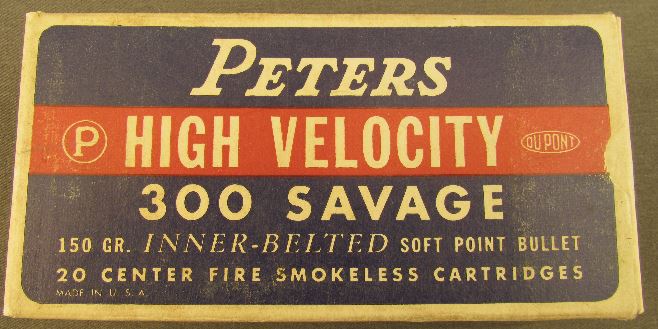 PETERS
P HIGH VELOCITY DU PONT
300 SAVAGE
150 GR. INNER-BELTED SOFT POINT BULLET
20 CENTER FIRE SMOKELESS CARTRIDGES
MADE IN U. S. A.